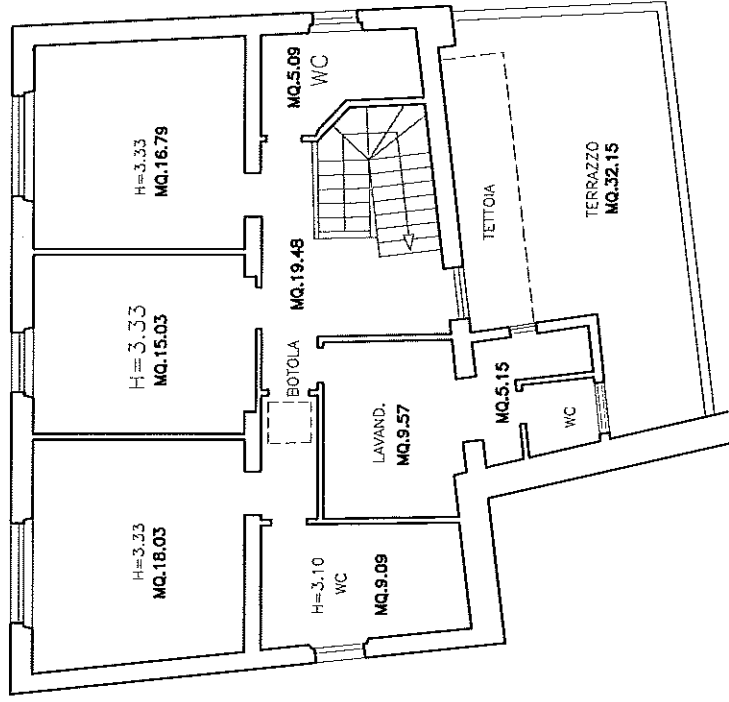 H=3.33
MQ.16.79
MQ.5.09
WC
H=3.33
MQ.15.03
MQ.19.48
TETTOIA
TERRAZZO
MQ.32.15
BOTOLA
H=3.33
MQ.18.03
LAVAND.
MQ.9.57
MQ.5.15
WC
H=3.10
WC
MQ.9.09